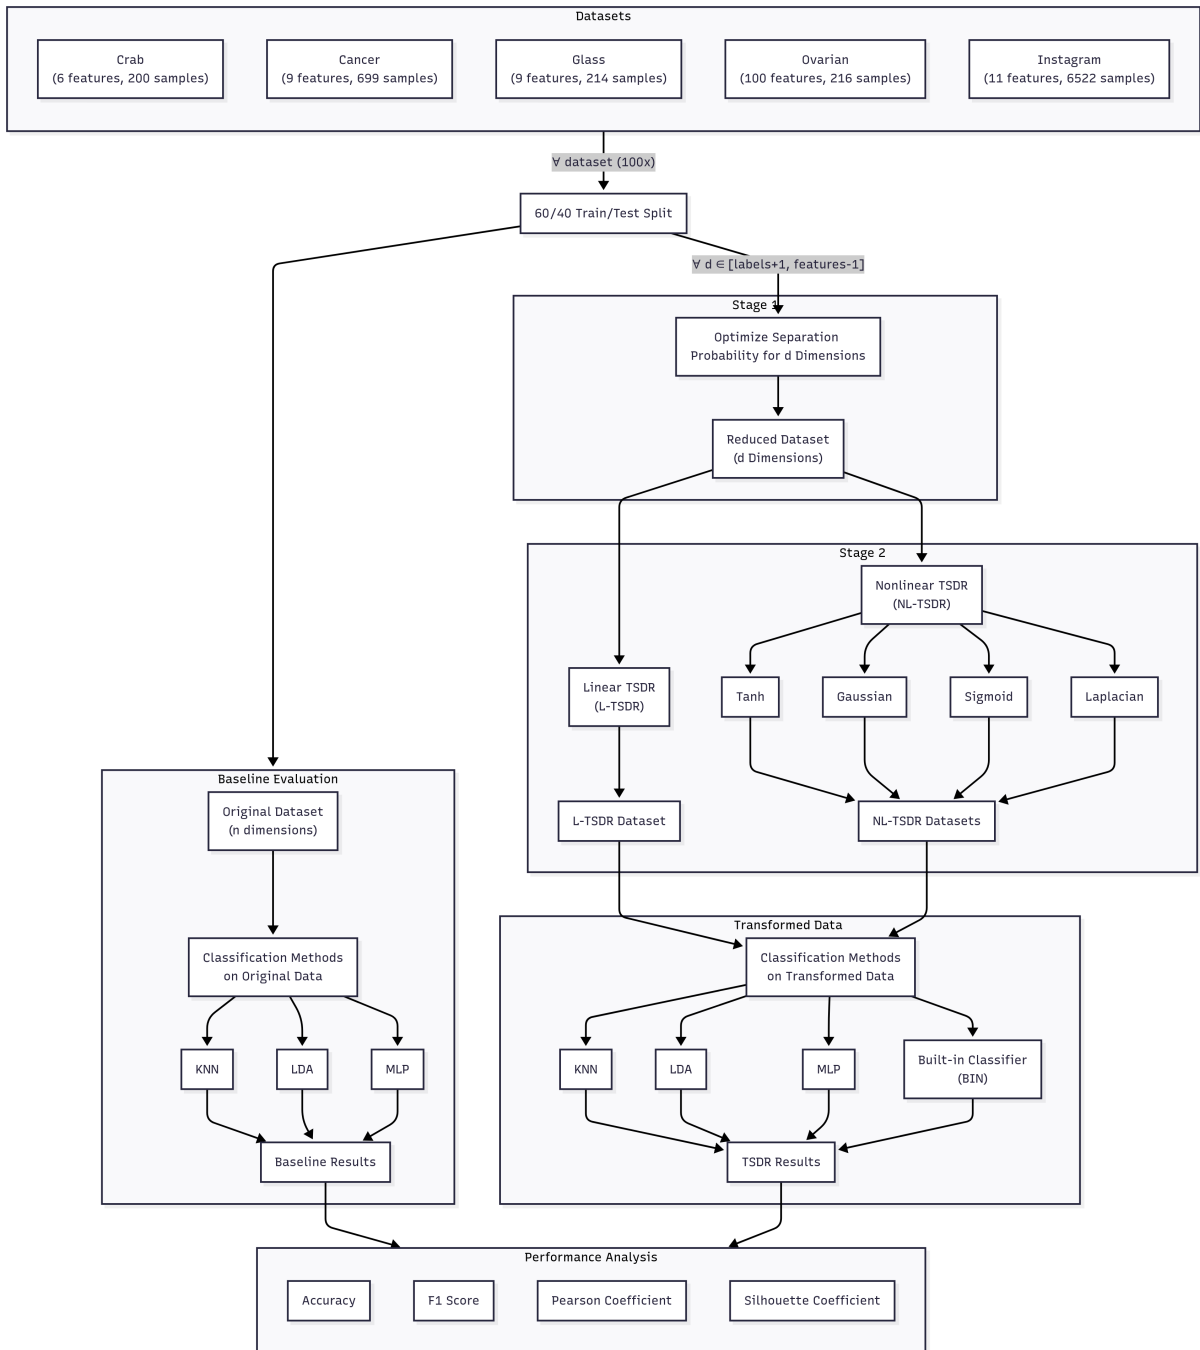 Datasets
Crab
(6 features, 200 samples)
Cancer
(9 features, 699 samples)
Glass
(9 features, 214 samples)
Ovarian
(100 features, 216 samples)
Instagram
(11 features, 6522 samples)
∀ dataset (100x)
60/40 Train/Test Split
∀ d ∈ [labels+1, features-1]
Stage 1
Optimize Separation
Probability for d Dimensions
Reduced Dataset
(d Dimensions)
Stage 2
Nonlinear TSDR
(NL-TSDR)
Linear TSDR
(L-TSDR)
Tanh
Gaussian
Sigmoid
Laplacian
L-TSDR Dataset
NL-TSDR Datasets
Baseline Evaluation
Original Dataset
(n dimensions)
Classification Methods
on Original Data
KNN
LDA
MLP
Baseline Results
Transformed Data
Classification Methods
on Transformed Data
KNN
LDA
MLP
Built-in Classifier
(BIN)
TSDR Results
Performance Analysis
Accuracy
F1 Score
Pearson Coefficient
Silhouette Coefficient